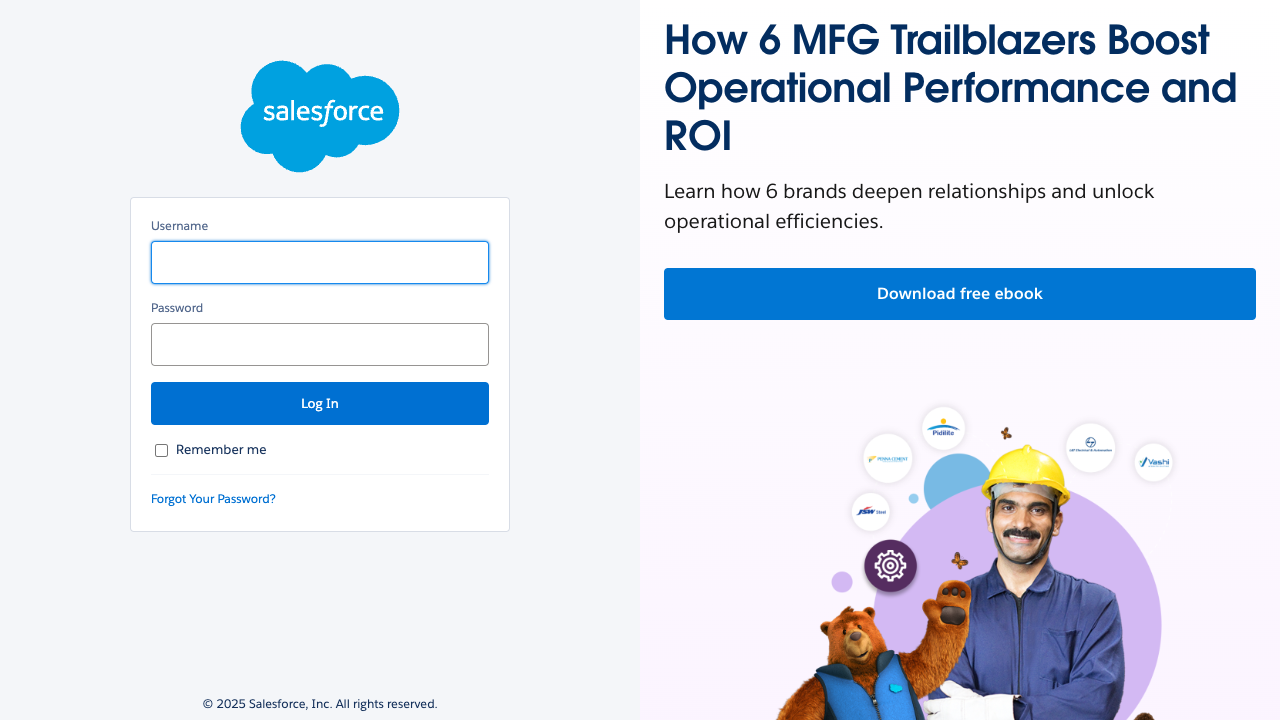 salesforce
Username
Password
Log In
Remember me
Forgot Your Password?
© 2025 Salesforce, Inc. All rights reserved.
How 6 MFG Trailblazers Boost
Operational Performance and
ROI
Learn how 6 brands deepen relationships and unlock
operational efficiencies.
Download free ebook
Pidilite
PENNA CEMENT
Vashi
JSW Steel